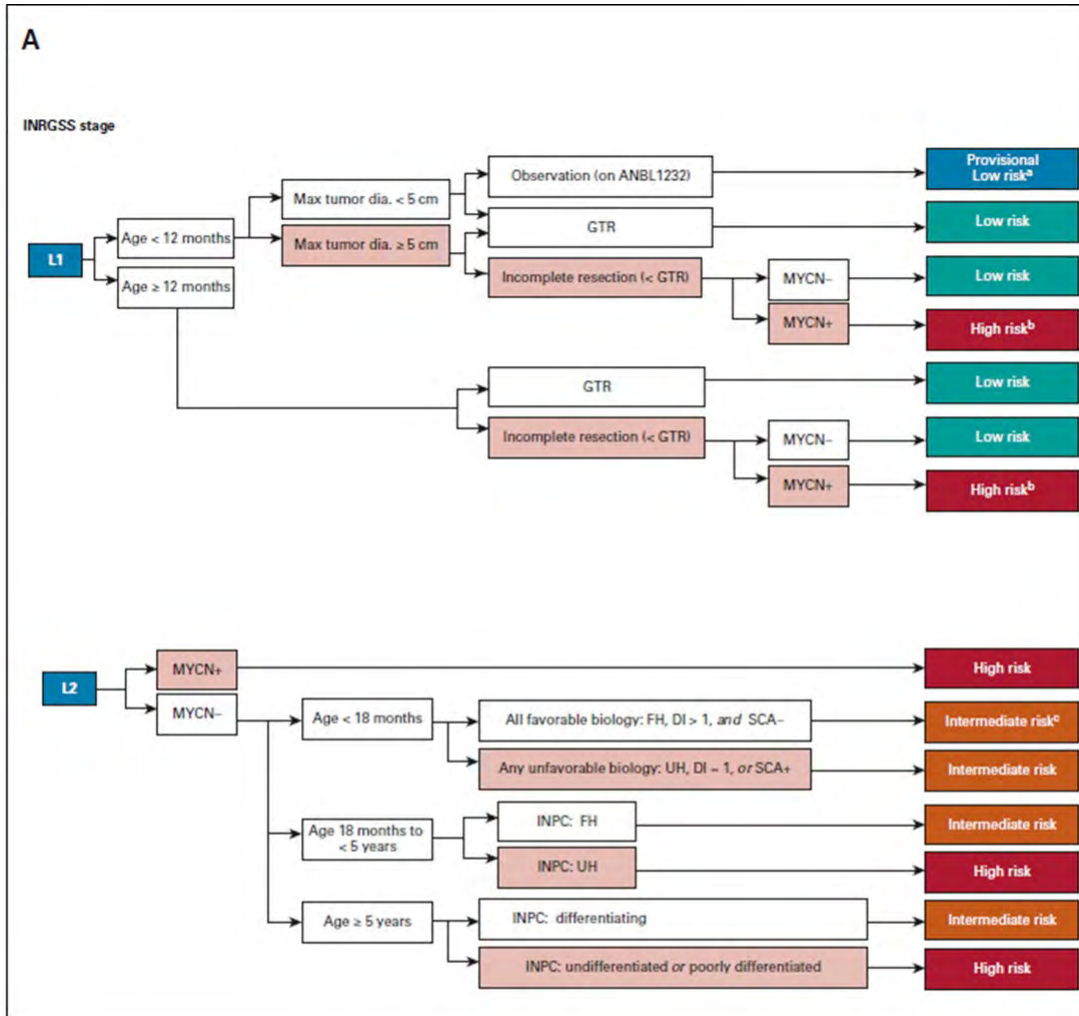 A
INRGSS stage
L1
Age < 12 months
Age ≥ 12 months
Max tumor dia. < 5 cm
Max tumor dia. ≥ 5 cm
Observation (on ANBL1232)
GTR
Incomplete resection (< GTR)
MYCN–
MYCN+
Provisional
Low riskᵃ
Low risk
Low risk
High riskᵇ
GTR
Incomplete resection (< GTR)
MYCN–
MYCN+
Low risk
Low risk
High riskᵇ
L2
MYCN+
MYCN–
High risk
Age < 18 months
All favorable biology: FH, DI > 1, and SCA–
Any unfavorable biology: UH, DI = 1, or SCA+
Intermediate riskᶜ
Intermediate risk
Age 18 months to
< 5 years
INPC: FH
INPC: UH
Intermediate risk
High risk
Age ≥ 5 years
INPC: differentiating
INPC: undifferentiated or poorly differentiated
Intermediate risk
High risk